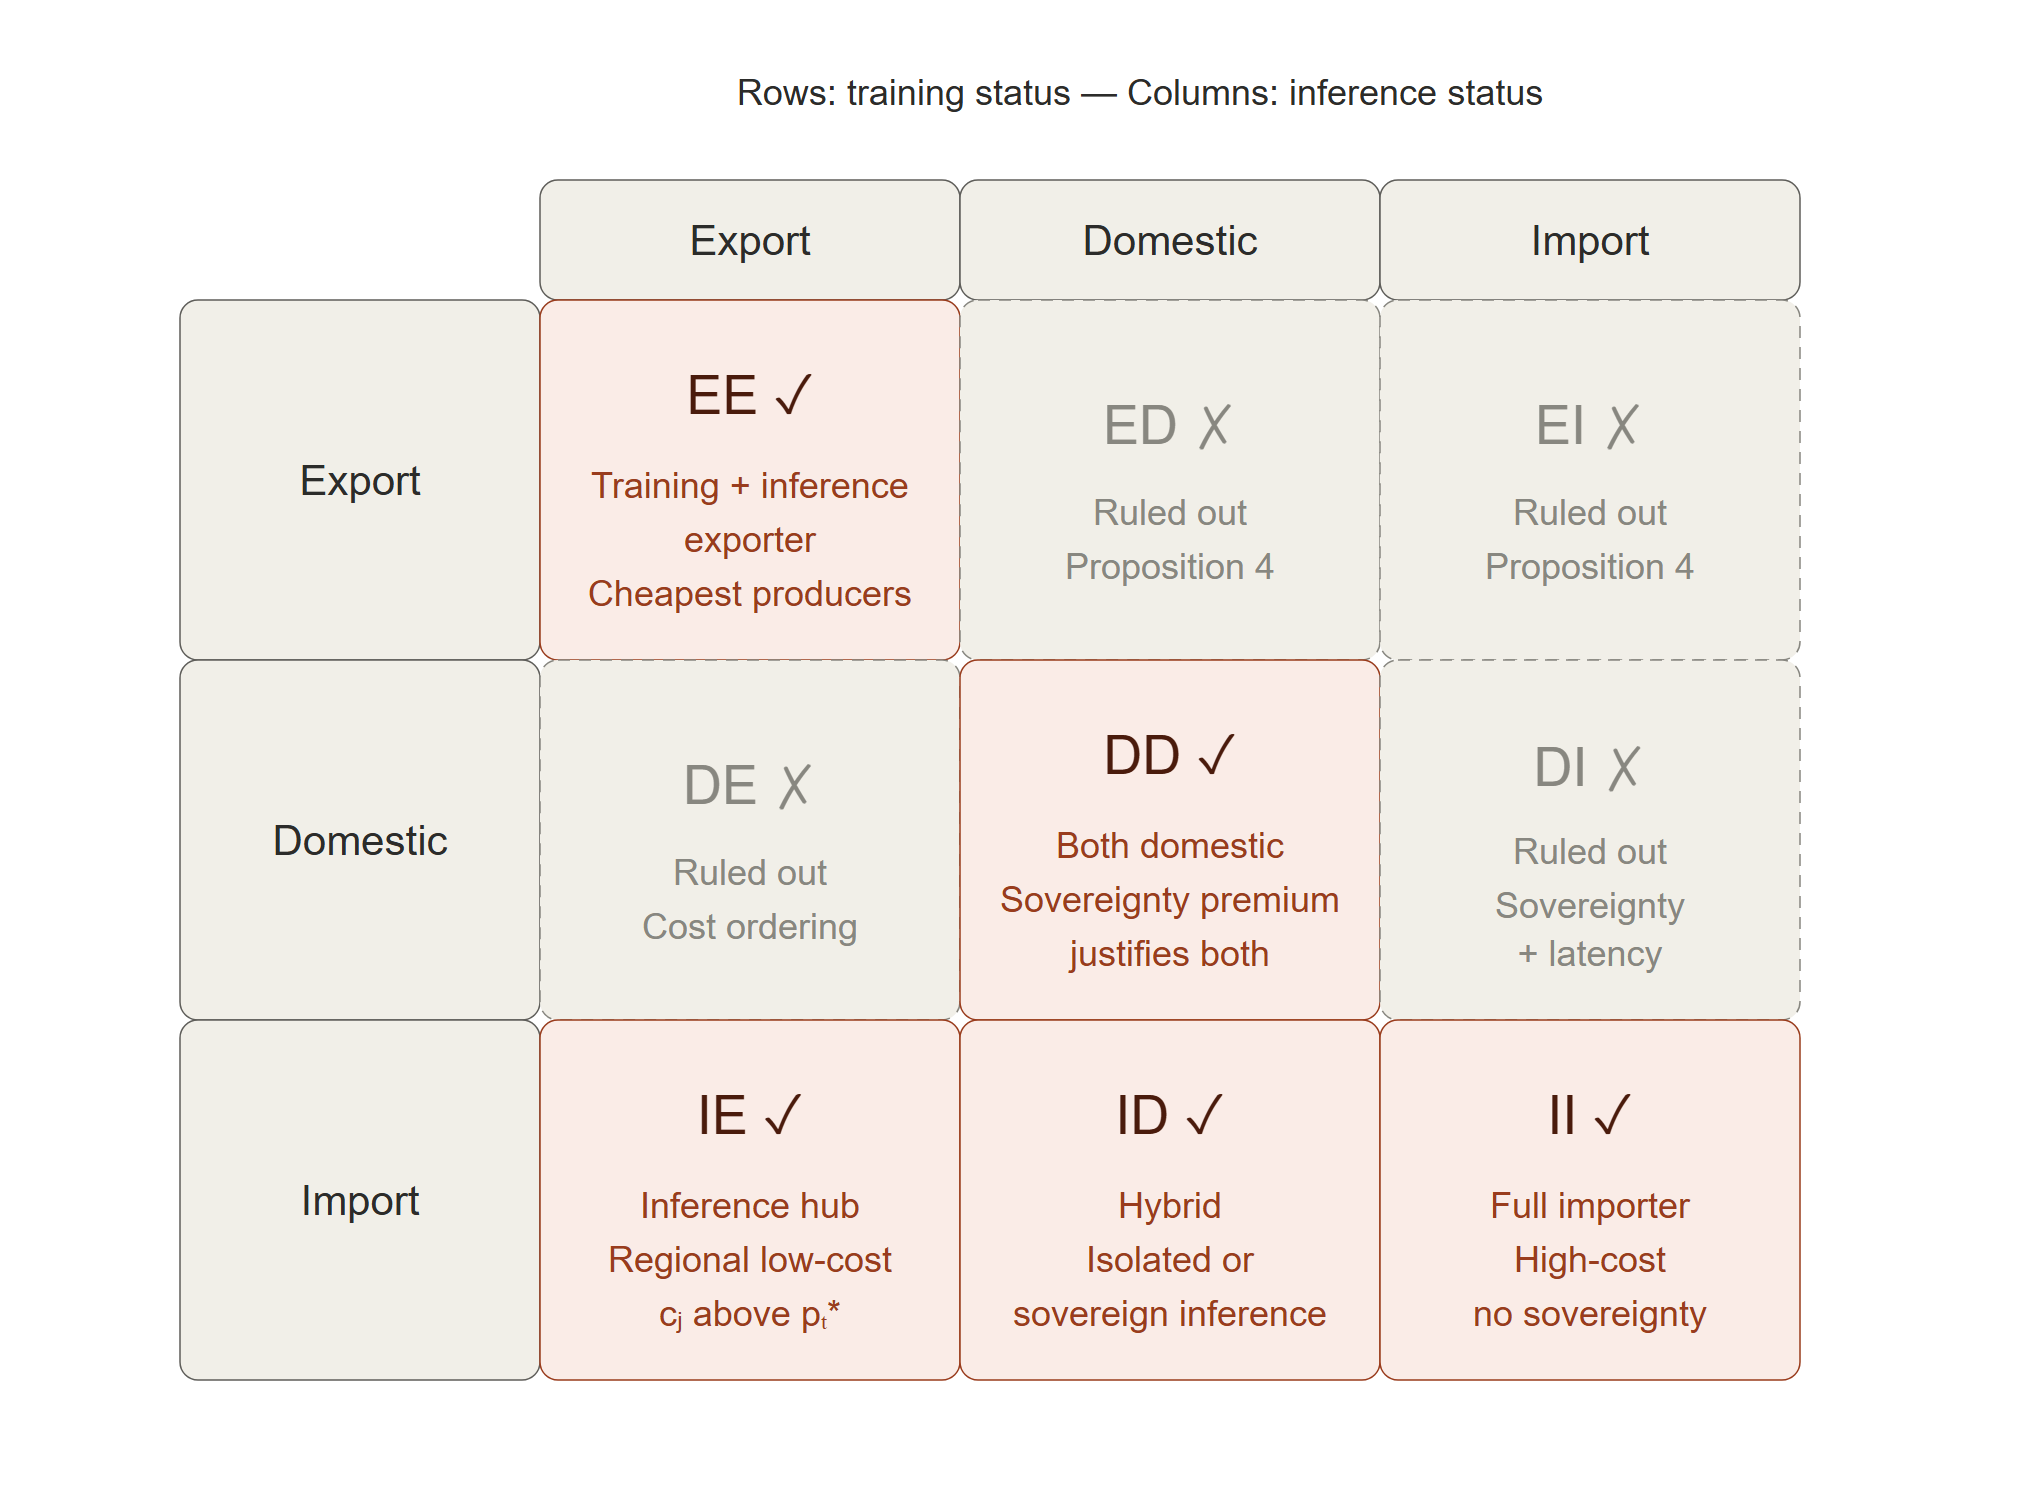 Rows: training status — Columns: inference status
Export
Domestic
Import
Export
EE ✓
Training + inference
exporter
Cheapest producers
ED ✗
Ruled out
Proposition 4
EI ✗
Ruled out
Proposition 4
Domestic
DE ✗
Ruled out
Cost ordering
DD ✓
Both domestic
Sovereignty premium
justifies both
DI ✗
Ruled out
Sovereignty
+ latency
Import
IE ✓
Inference hub
Regional low-cost
cⱼ above pₜ*
ID ✓
Hybrid
Isolated or
sovereign inference
II ✓
Full importer
High-cost
no sovereignty